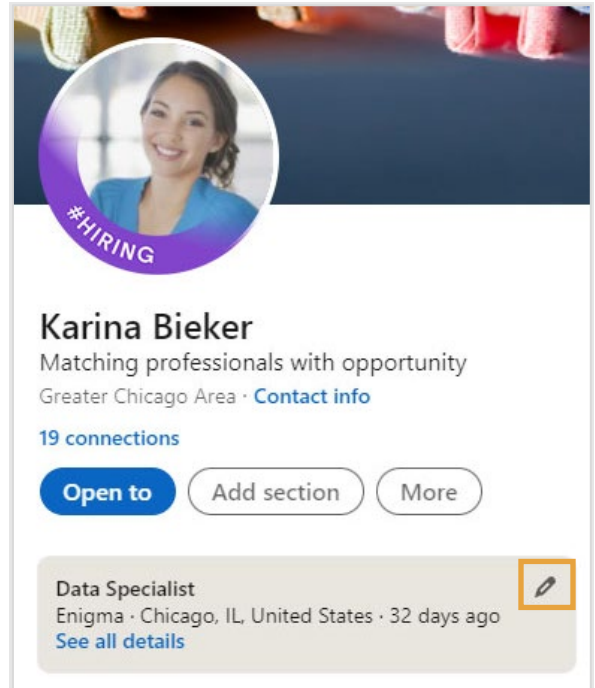 #HIRING
Karina Bieker
Matching professionals with opportunity
Greater Chicago Area · Contact info
19 connections
Open to
Add section
More
Data Specialist
Enigma · Chicago, IL, United States · 32 days ago
See all details